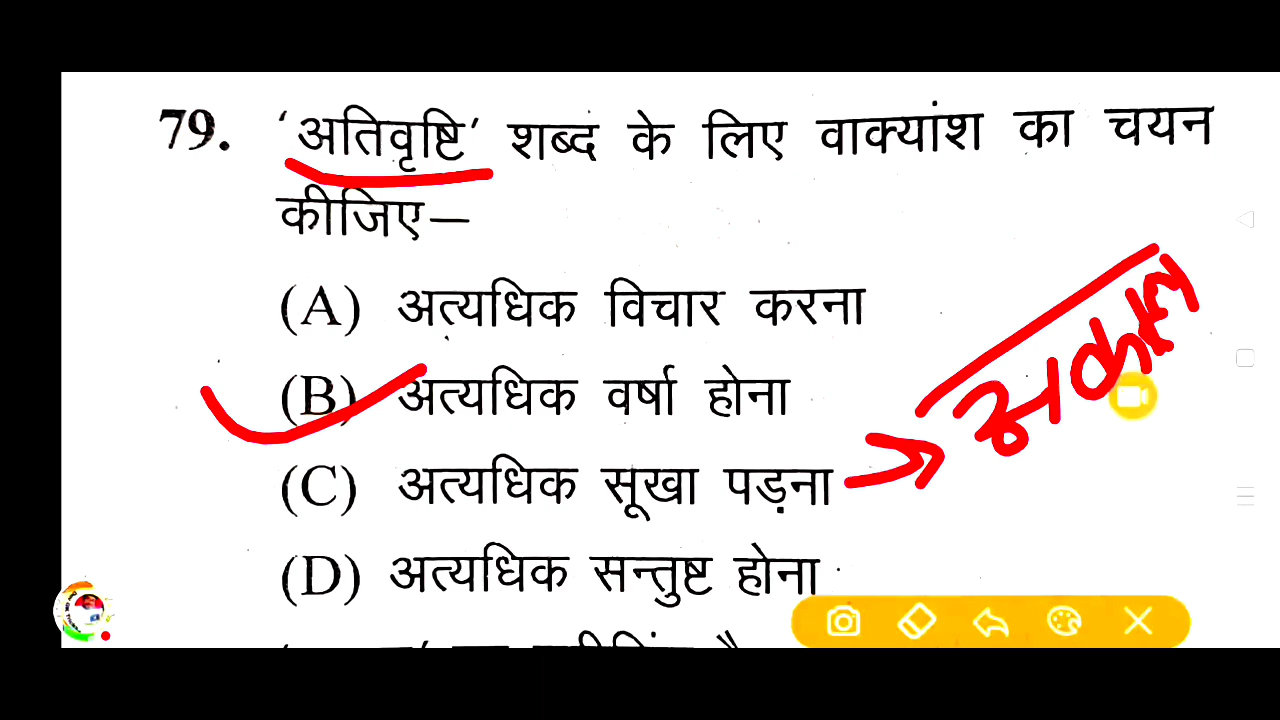 79. 'अतिवृष्टि' शब्द के लिए वाक्यांश का चयन
कीजिए—
(A) अत्यधिक विचार करना
(B) अत्यधिक वर्षा होना
(C) अत्यधिक सूखा पड़ना
अकाल
(D) अत्यधिक सन्तुष्ट होना